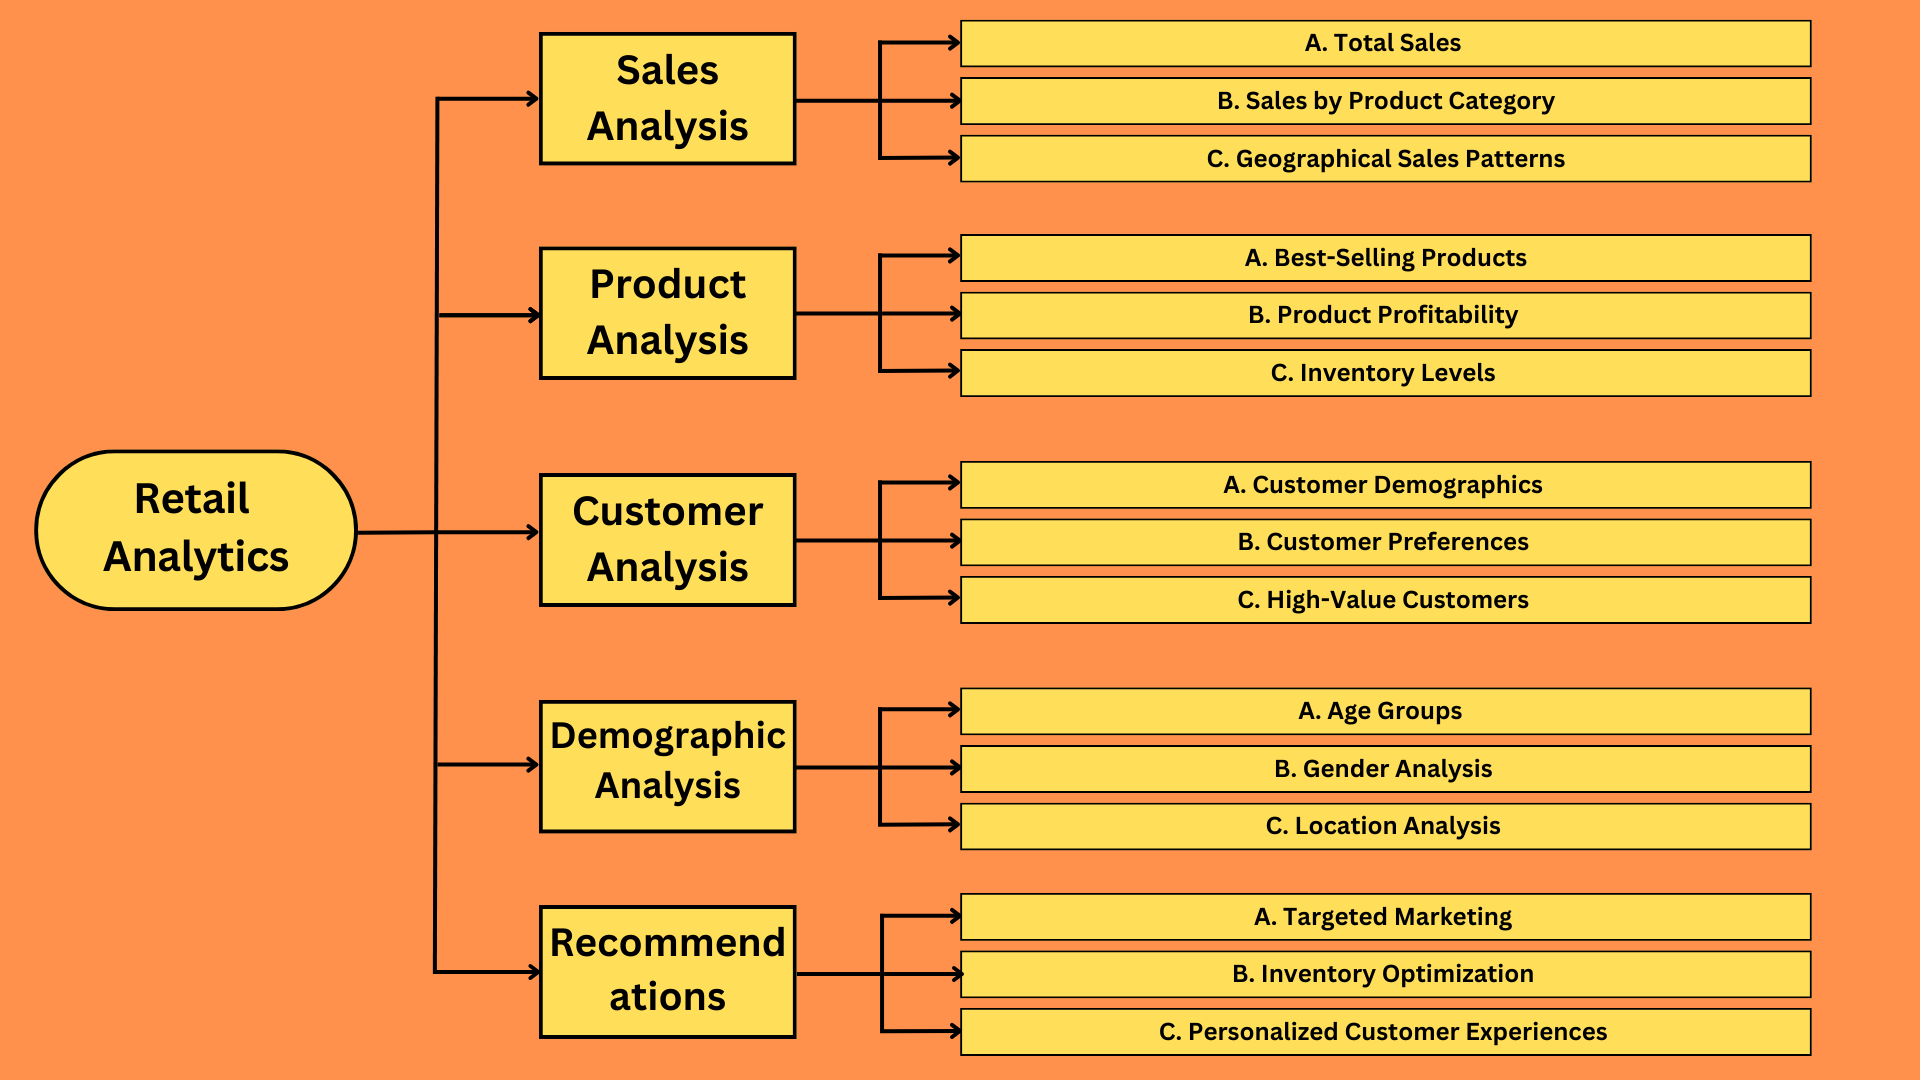 Retail
Analytics
Sales
Analysis
A. Total Sales
B. Sales by Product Category
C. Geographical Sales Patterns
Product
Analysis
A. Best-Selling Products
B. Product Profitability
C. Inventory Levels
Customer
Analysis
A. Customer Demographics
B. Customer Preferences
C. High-Value Customers
Demographic
Analysis
A. Age Groups
B. Gender Analysis
C. Location Analysis
Recommend
ations
A. Targeted Marketing
B. Inventory Optimization
C. Personalized Customer Experiences